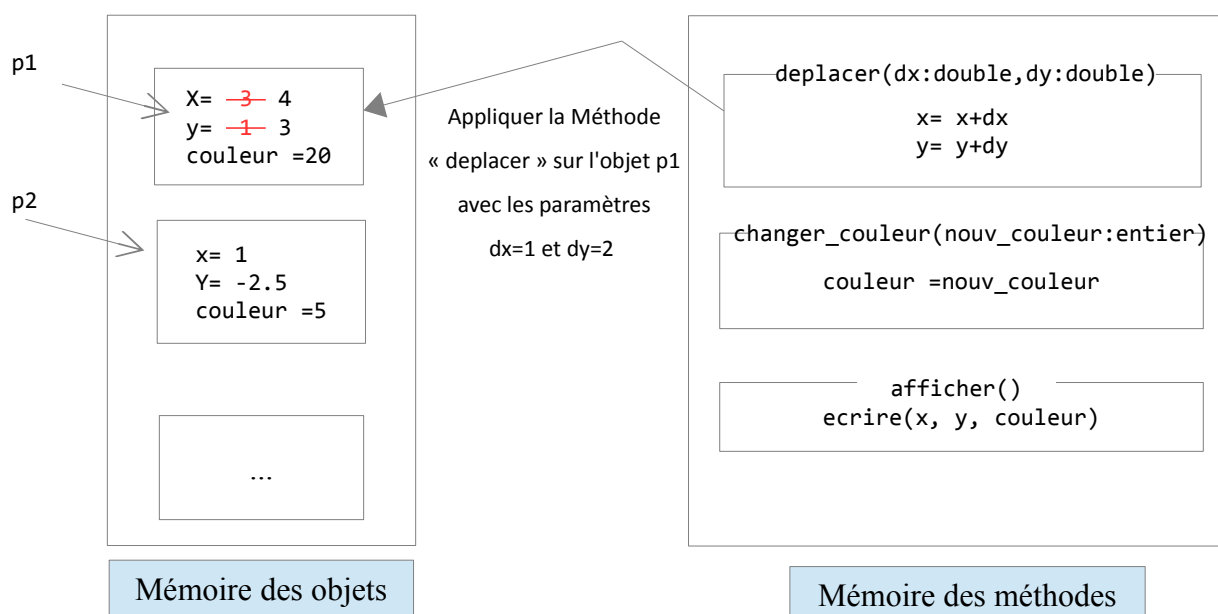 p1
X= 3 4
y= 1 3
couleur =20
p2
x= 1
Y= -2.5
couleur =5
...
Mémoire des objets
Appliquer la Méthode
« deplacer » sur l'objet p1
avec les paramètres
dx=1 et dy=2
deplacer(dx:double,dy:double)
x= x+dx
y= y+dy
changer_couleur(nouv_couleur:entier)
couleur =nouv_couleur
afficher()
ecrire(x, y, couleur)
Mémoire des méthodes